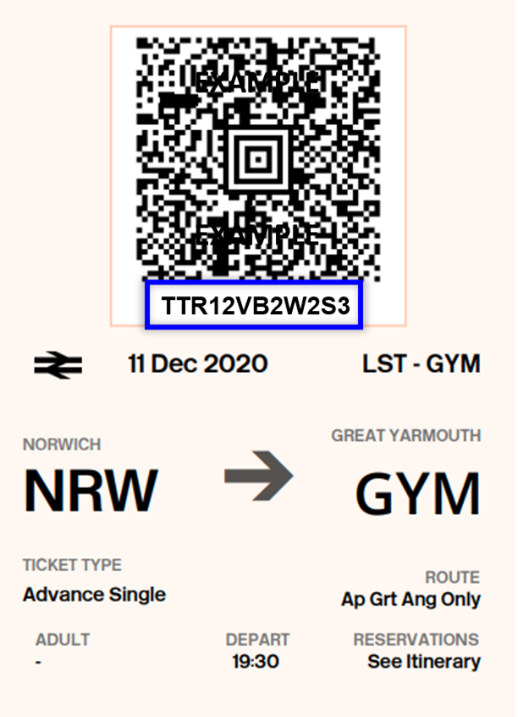 EXAMPLE
EXAMPLE
TTR12VB2W2S3
11 Dec 2020 LST - GYM
NORWICH GREAT YARMOUTH
NRW GYM
TICKET TYPE ROUTE
Advance Single Ap Grt Ang Only
ADULT DEPART RESERVATIONS
- 19:30 See Itinerary